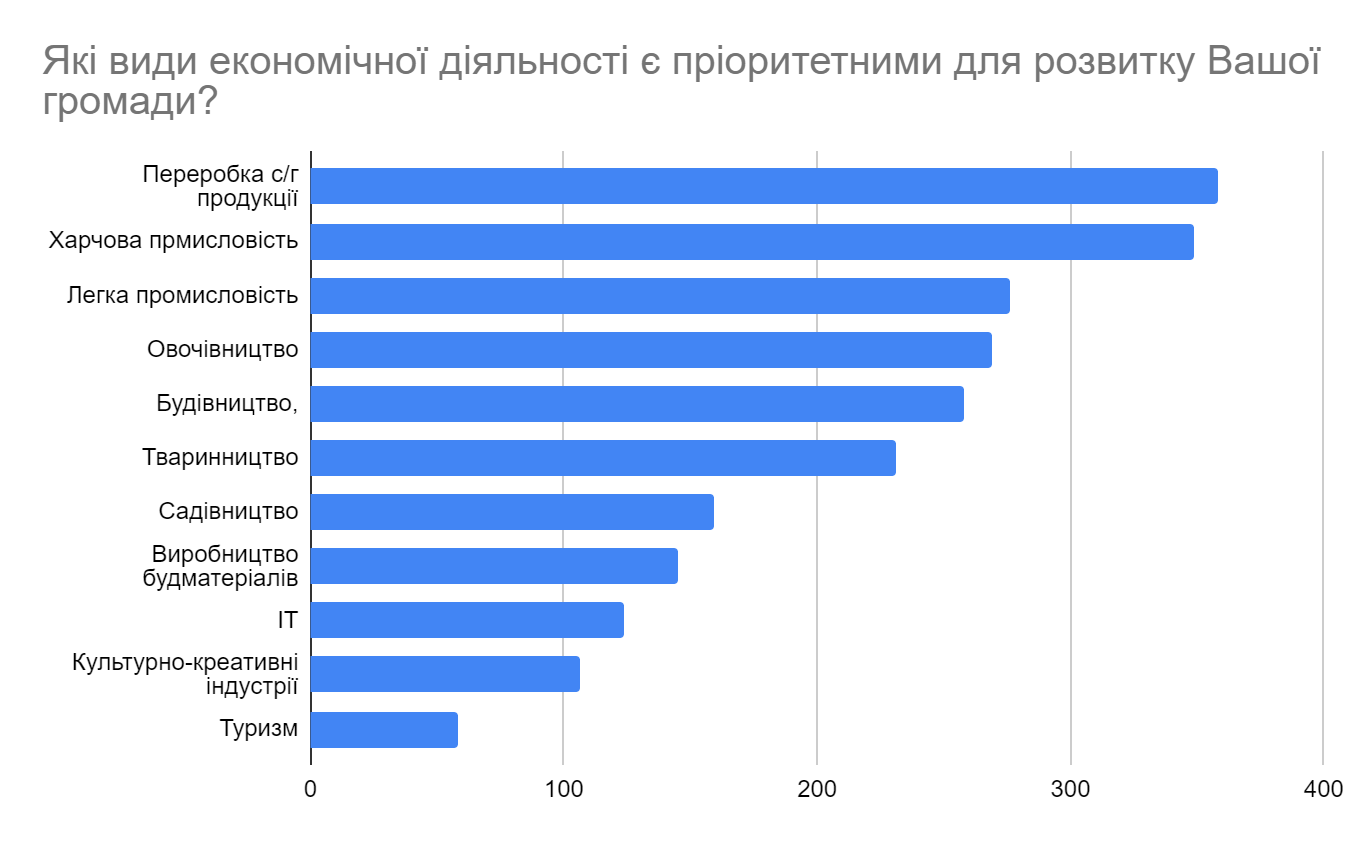 Які види економічної діяльності є пріоритетними для розвитку Вашої
громади?
Переробка с/г
продукції
Харчова прмисловість
Легка промисловість
Овочівництво
Будівництво,
Тваринництво
Садівництво
Виробництво
будматеріалів
ІТ
Культурно-креативні
індустрії
Туризм
0 100 200 300 400